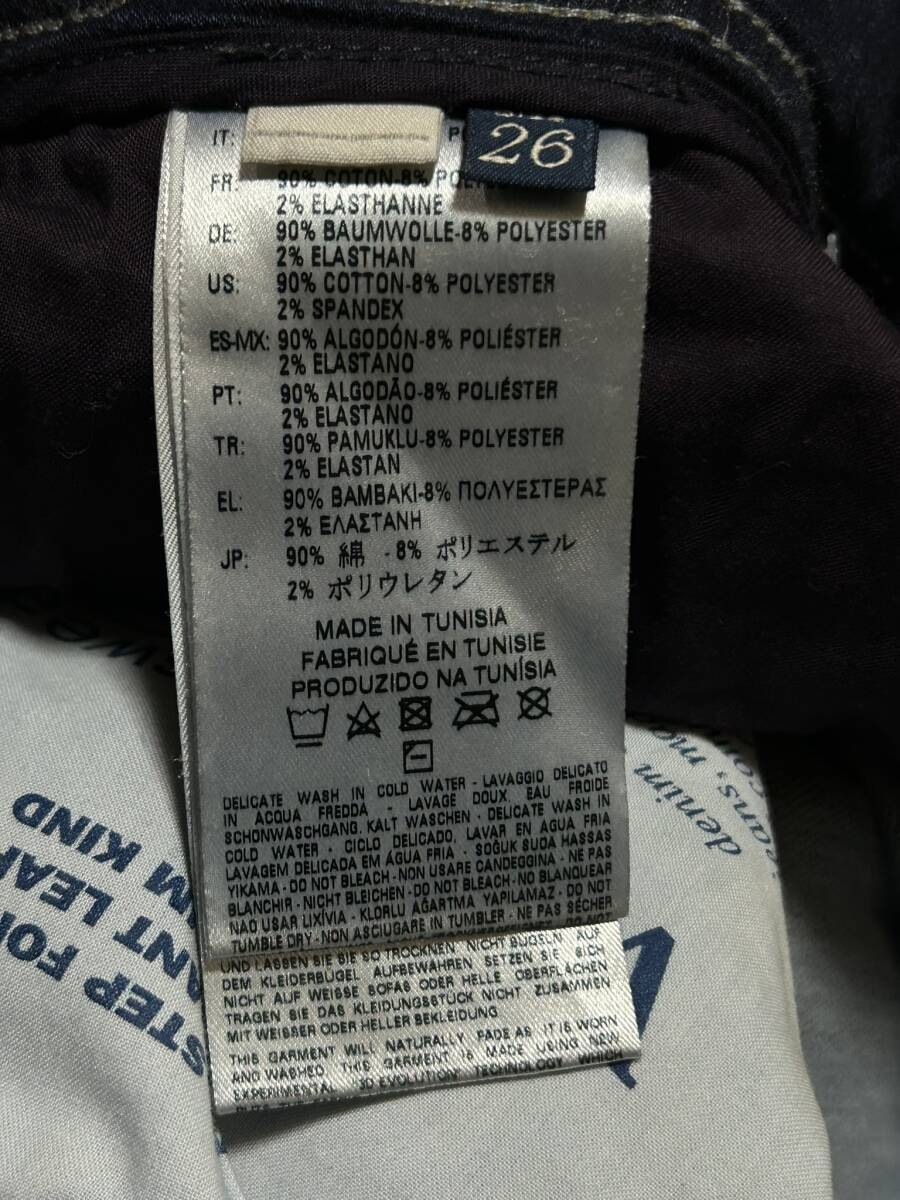 26
IT:
FR: 90% COTON-8%
2% ELASTHANNE
DE: 90% BAUMWOLLE-8% POLYESTER
2% ELASTHAN
US: 90% COTTON-8% POLYESTER
2% SPANDEX
ES-MX: 90% ALGODÓN-8% POLIÉSTER
2% ELASTANO
PT: 90% ALGODÃO-8% POLIÉSTER
2% ELASTANO
TR: 90% PAMUKLU-8% POLYESTER
2% ELASTAN
EL: 90% BAMBAKI-8% ΠΟΛΥΕΣΤΕΡΑΣ
2% ΕΛΑΣΤΑΝΗ
JP: 90% 綿 -8% ポリエステル
2% ポリウレタン
MADE IN TUNISIA
FABRIQUÉ EN TUNISIE
PRODUZIDO NA TUNÍSIA
DELICATE WASH IN COLD WATER - LAVAGGIO DELICATO
IN ACQUA FREDDA - LAVAGE DOUX, EAU FROIDE
SCHONWASCHGANG, KALT WASCHEN - DELICATE WASH IN
COLD WATER - CICLO DELICADO, LAVAR EN AGUA FRIA
LAVAGEM DELICADA EM ÁGUA FRIA - SOĞUK SUDA HASSAS
YIKAMA - DO NOT BLEACH - NON USARE CANDEGGINA - NE PAS
BLANCHIR - NICHT BLEICHEN - DO NOT BLEACH - NO BLANQUEAR
NAO USAR LIXÍVIA - KLORLU AĞARTMA YAPILAMAZ - DO NOT
TUMBLE DRY - NON ASCIUGARE IN TUMBLER - NE PAS SÉCHER
UND LASSEN SIE SIE SO TROCKNEN. NICHT BÜGELN. AUF
DEM KLEIDERBÜGEL AUFBEWAHREN SETZEN SIE SICH
NICHT AUF WEISSE SOFAS ODER HELLE OBERFLÄCHEN
TRAGEN SIE DAS KLEIDUNGSSTÜCK NICHT ZUSAMMEN
MIT WEISSER ODER HELLER BEKLEIDUNG.
THIS GARMENT WILL NATURALLY FADE AS IT IS WORN
AND WASHED THIS GARMENT IS MADE USING NEW
EXPERIMENTAL "3D EVOLUTION" TECHNOLOGY WHICH
STEP FOR
ANT LEAP
KIND
denim